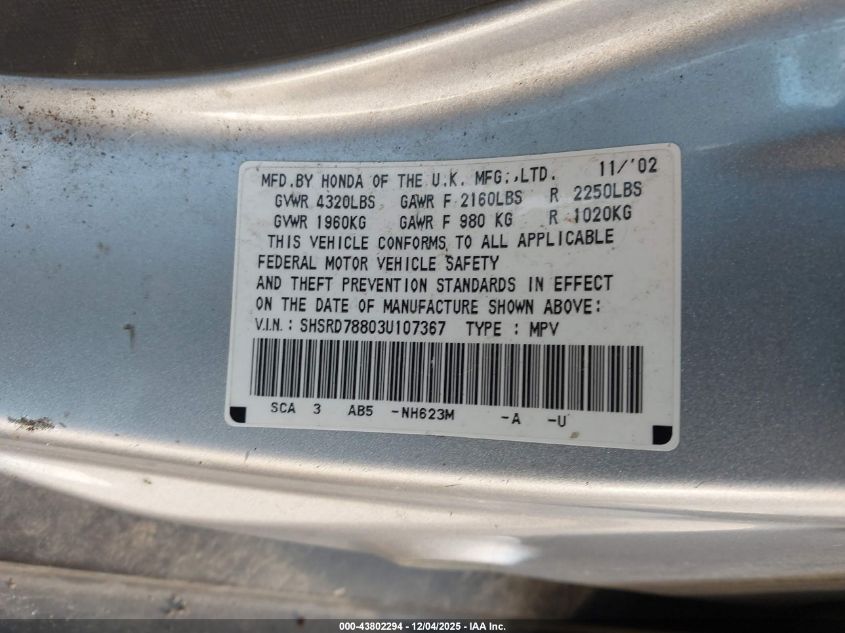 MFD.BY HONDA OF THE U.K. MFG.,LTD. 11/'02
GVWR 4320LBS GAWR F 2160LBS R 2250LBS
GVWR 1960KG GAWR F 980 KG R 1020KG
THIS VEHICLE CONFORMS TO ALL APPLICABLE
FEDERAL MOTOR VEHICLE SAFETY
AND THEFT PREVENTION STANDARDS IN EFFECT
ON THE DATE OF MANUFACTURE SHOWN ABOVE:
V.I.N.: SHSRD78803U107367 TYPE : MPV
SCA 3 AB5 -NH623M -A -U
000-43802294 - 12/04/2025 - IAA Inc.